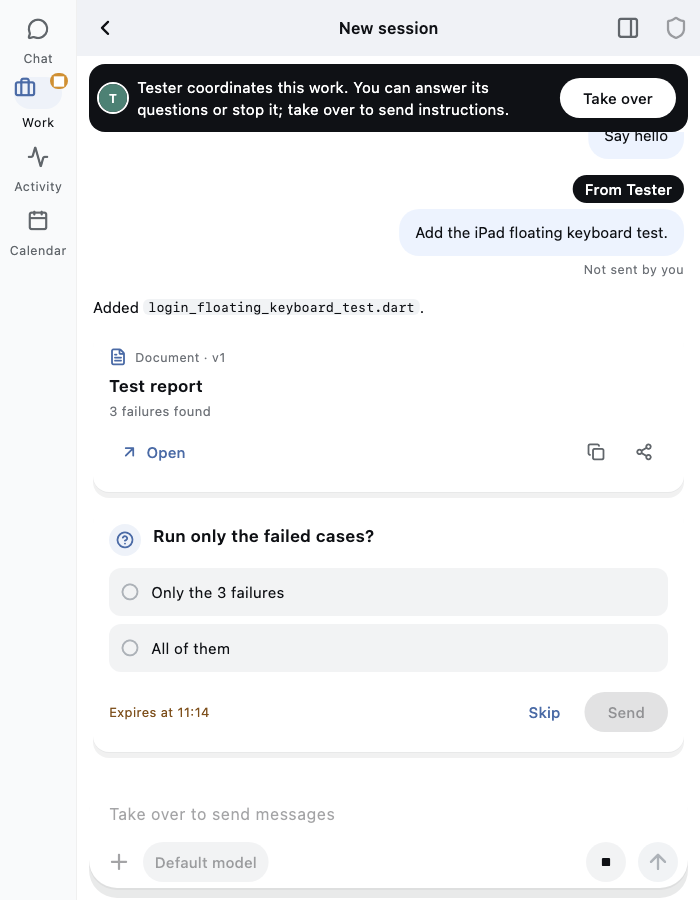 New session
Chat
Work
Activity
Calendar
T
Tester coordinates this work. You can answer its
questions or stop it; take over to send instructions.
Take over
Say hello
From Tester
Add the iPad floating keyboard test.
Not sent by you
Added login_floating_keyboard_test.dart.
Document · v1
Test report
3 failures found
Open
Run only the failed cases?
Only the 3 failures
All of them
Expires at 11:14
Skip
Send
Take over to send messages
Default model